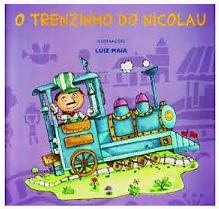 O TRENZINHO DO NICOLAU
ILUSTRAÇÕES
LUIZ MAIA